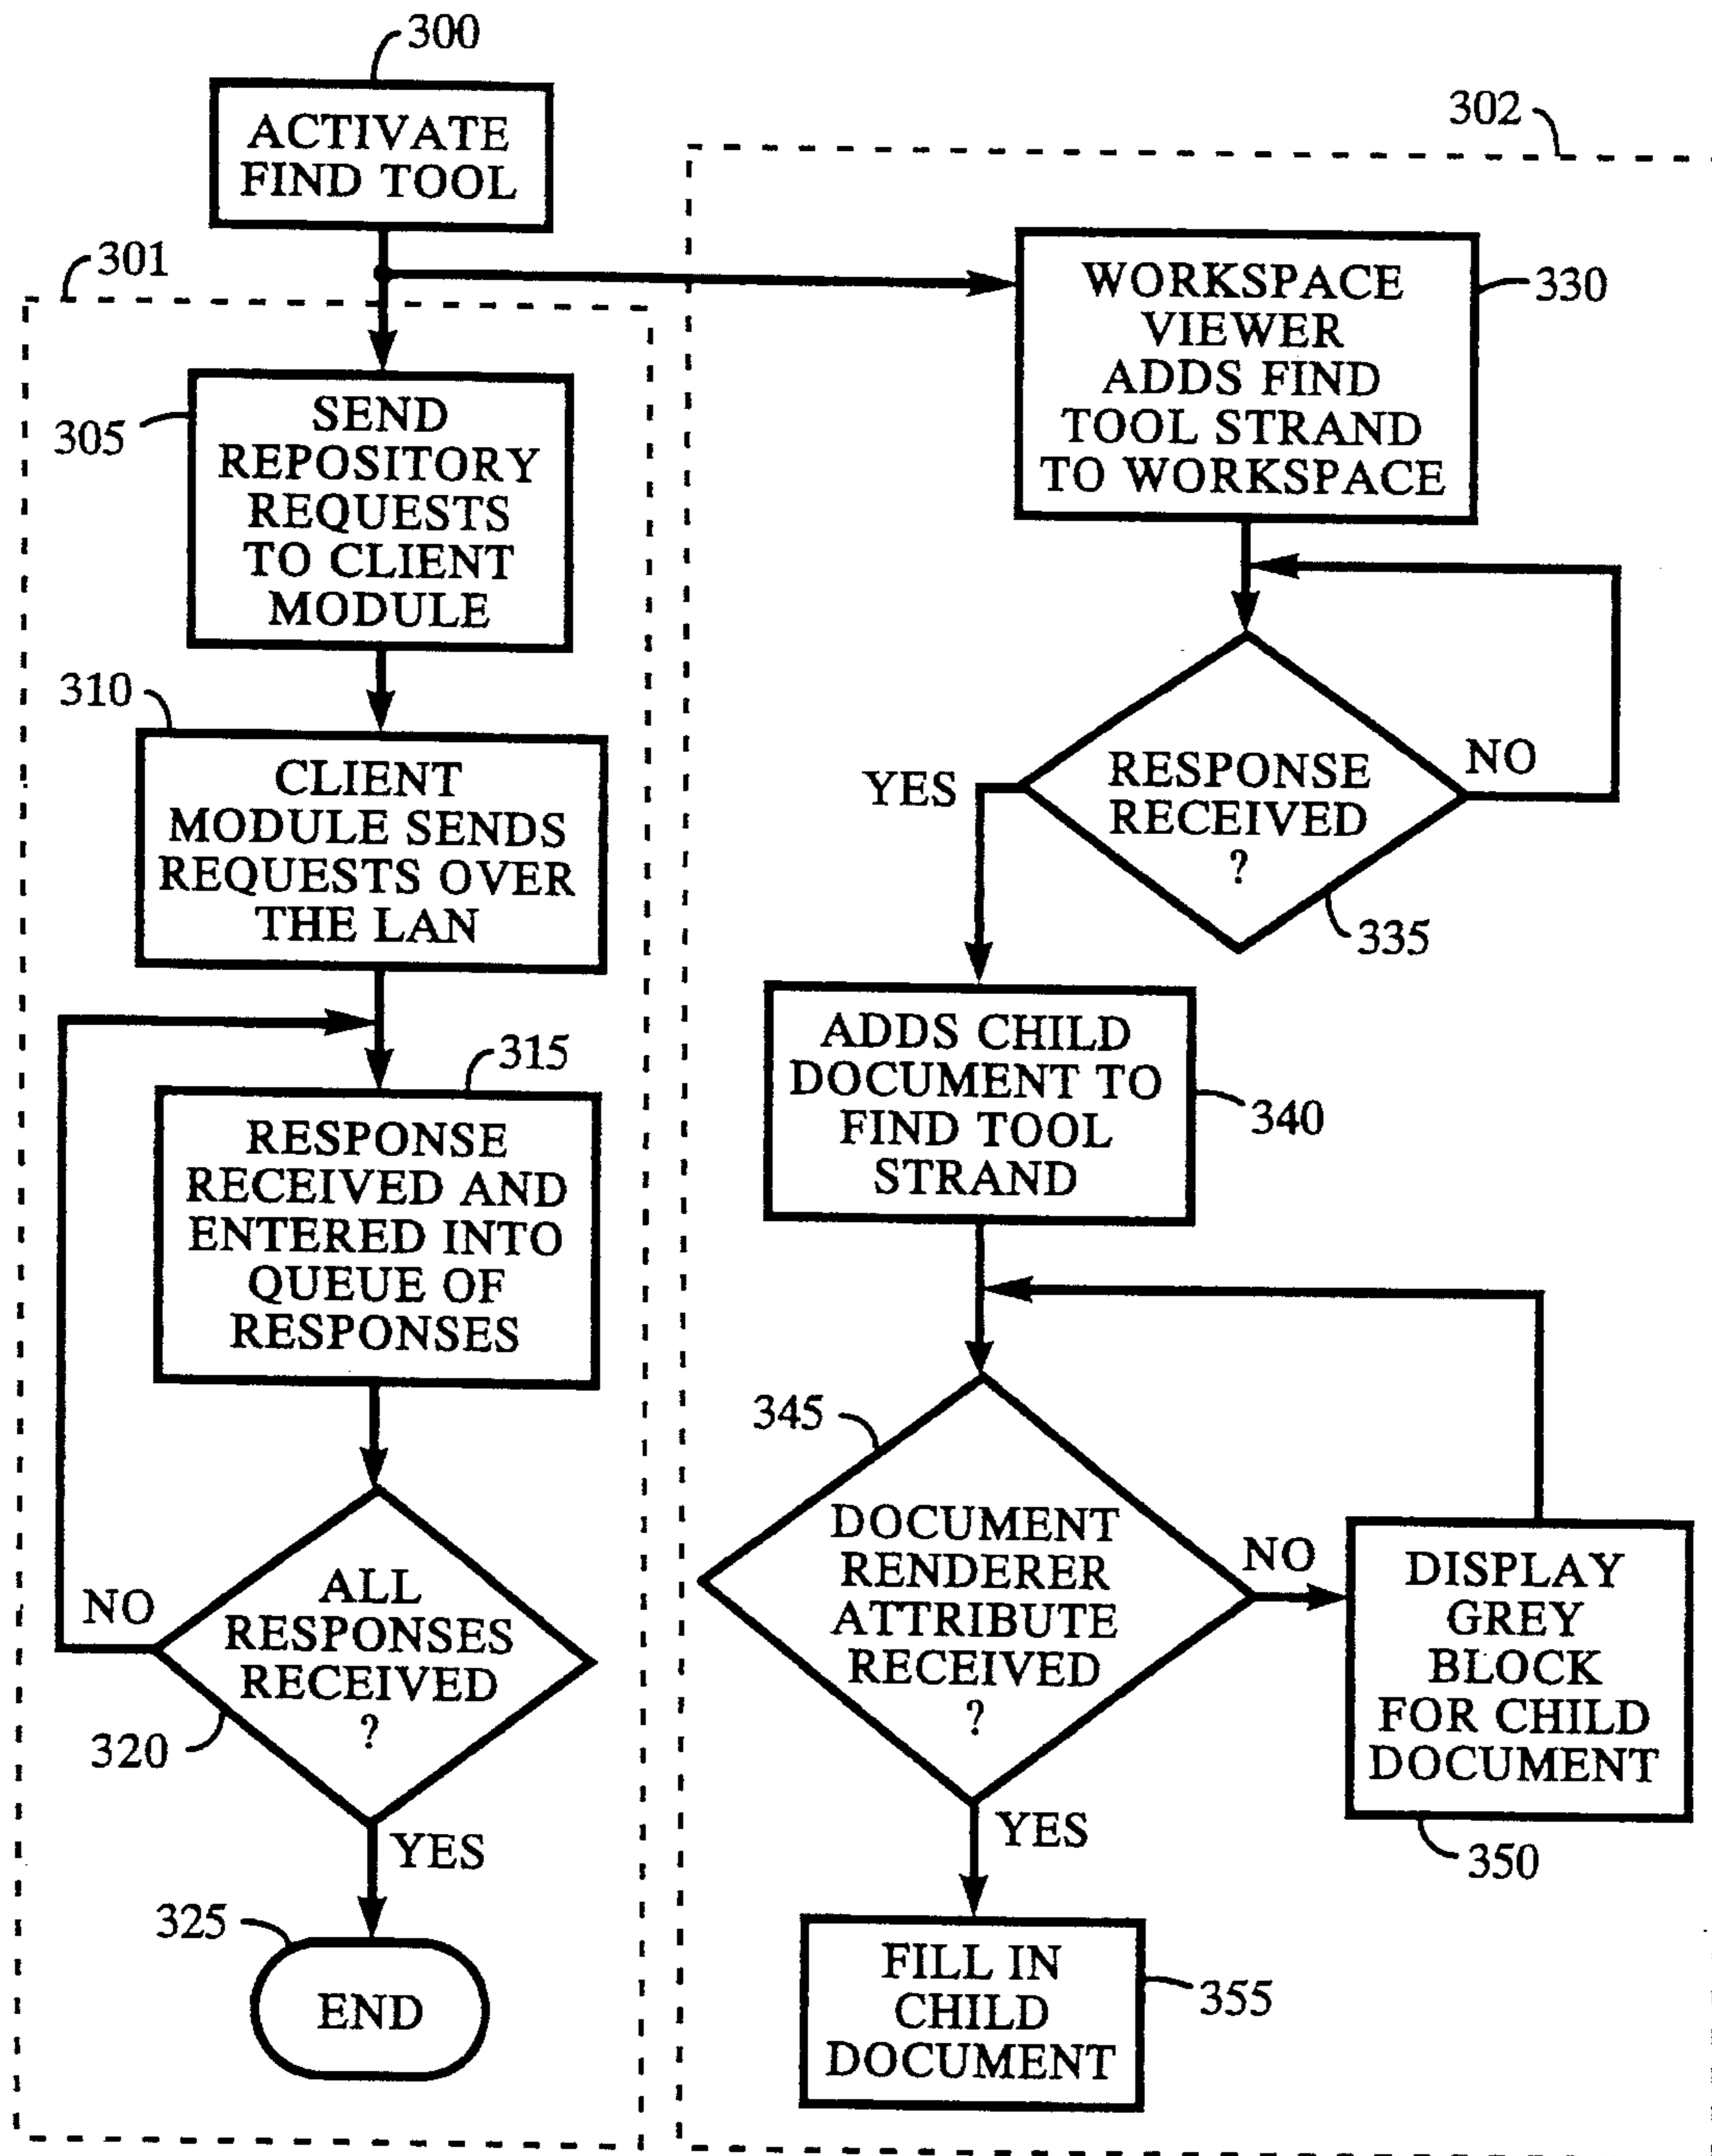 300
ACTIVATE
FIND TOOL
301
305
SEND
REPOSITORY
REQUESTS
TO CLIENT
MODULE
310
CLIENT
MODULE SENDS
REQUESTS OVER
THE LAN
315
RESPONSE
RECEIVED AND
ENTERED INTO
QUEUE OF
RESPONSES
NO
ALL
RESPONSES
RECEIVED
?
320
YES
325
END
302
WORKSPACE
VIEWER
ADDS FIND
TOOL STRAND
TO WORKSPACE
330
YES
RESPONSE
RECEIVED
?
NO
335
ADDS CHILD
DOCUMENT TO
FIND TOOL
STRAND
340
345
DOCUMENT
RENDERER
ATTRIBUTE
RECEIVED
?
NO
DISPLAY
GREY
BLOCK
FOR CHILD
DOCUMENT
350
YES
FILL IN
CHILD
DOCUMENT
355